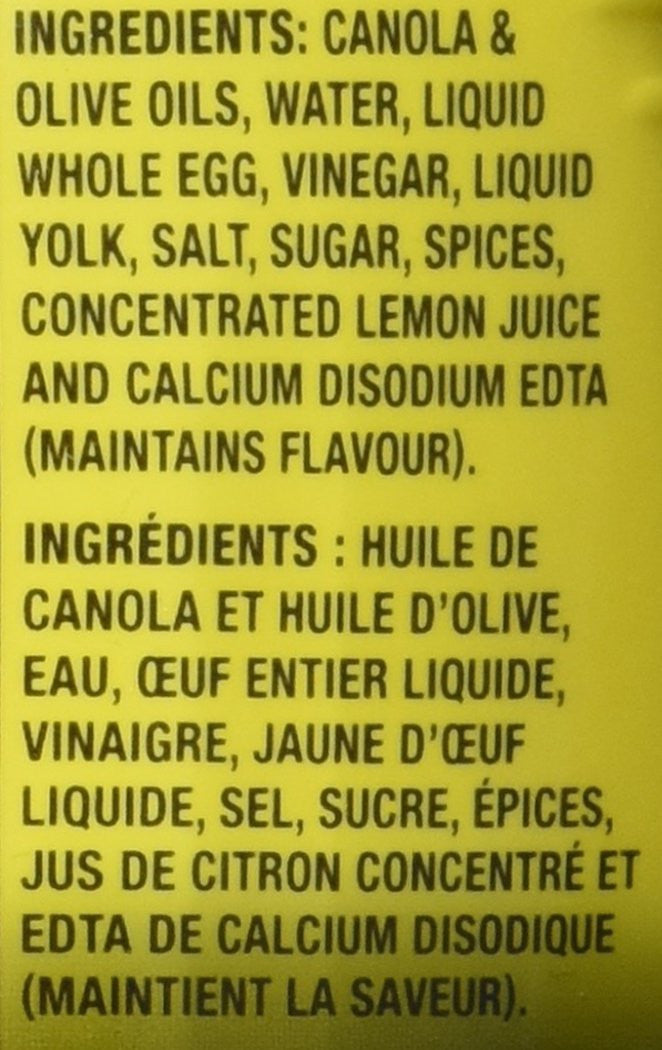 INGREDIENTS: CANOLA &
OLIVE OILS, WATER, LIQUID
WHOLE EGG, VINEGAR, LIQUID
YOLK, SALT, SUGAR, SPICES,
CONCENTRATED LEMON JUICE
AND CALCIUM DISODIUM EDTA
(MAINTAINS FLAVOUR).
INGRÉDIENTS : HUILE DE
CANOLA ET HUILE D'OLIVE,
EAU, ŒUF ENTIER LIQUIDE,
VINAIGRE, JAUNE D'ŒUF
LIQUIDE, SEL, SUCRE, ÉPICES,
JUS DE CITRON CONCENTRÉ ET
EDTA DE CALCIUM DISODIQUE
(MAINTIENT LA SAVEUR).